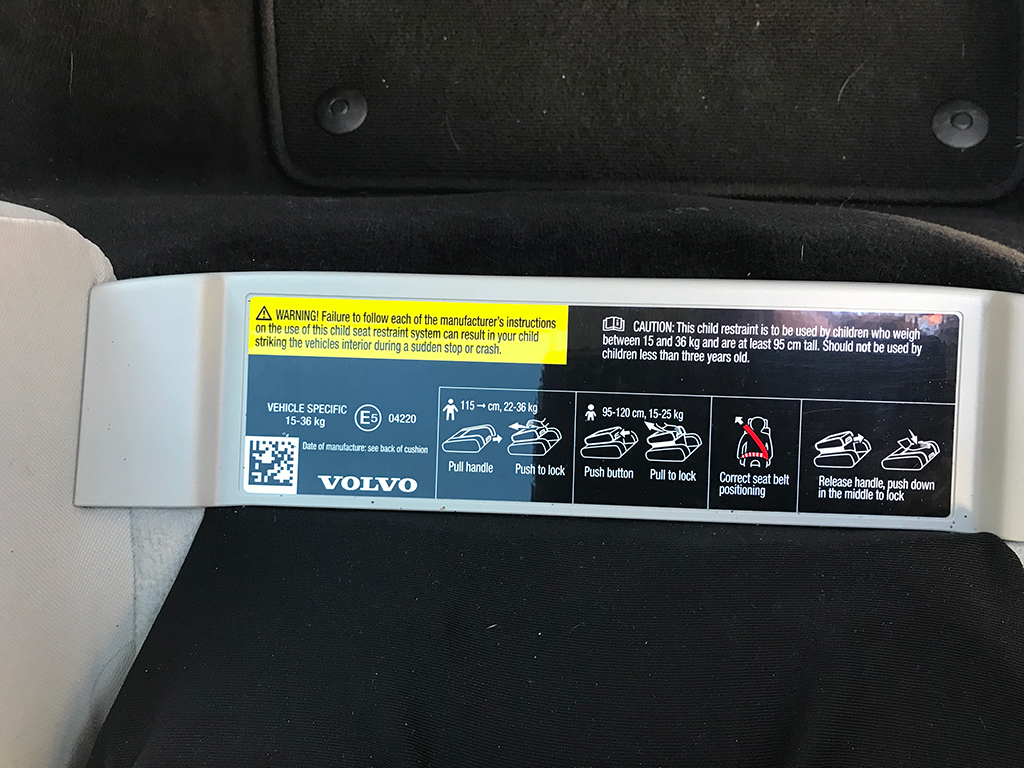 WARNING! Failure to follow each of the manufacturer's instructions
on the use of this child seat restraint system can result in your child
striking the vehicles interior during a sudden stop or crash.
CAUTION: This child restraint is to be used by children who weigh
between 15 and 36 kg and are at least 95 cm tall. Should not be used by
children less than three years old.
VEHICLE SPECIFIC
15-36 kg
E5 04220
Date of manufacture: see back of cushion
VOLVO
115→ cm, 22-36 kg
Pull handle
Push to lock
95-120 cm, 15-25 kg
Push button
Pull to lock
Correct seat belt
positioning
Release handle, push down
in the middle to lock